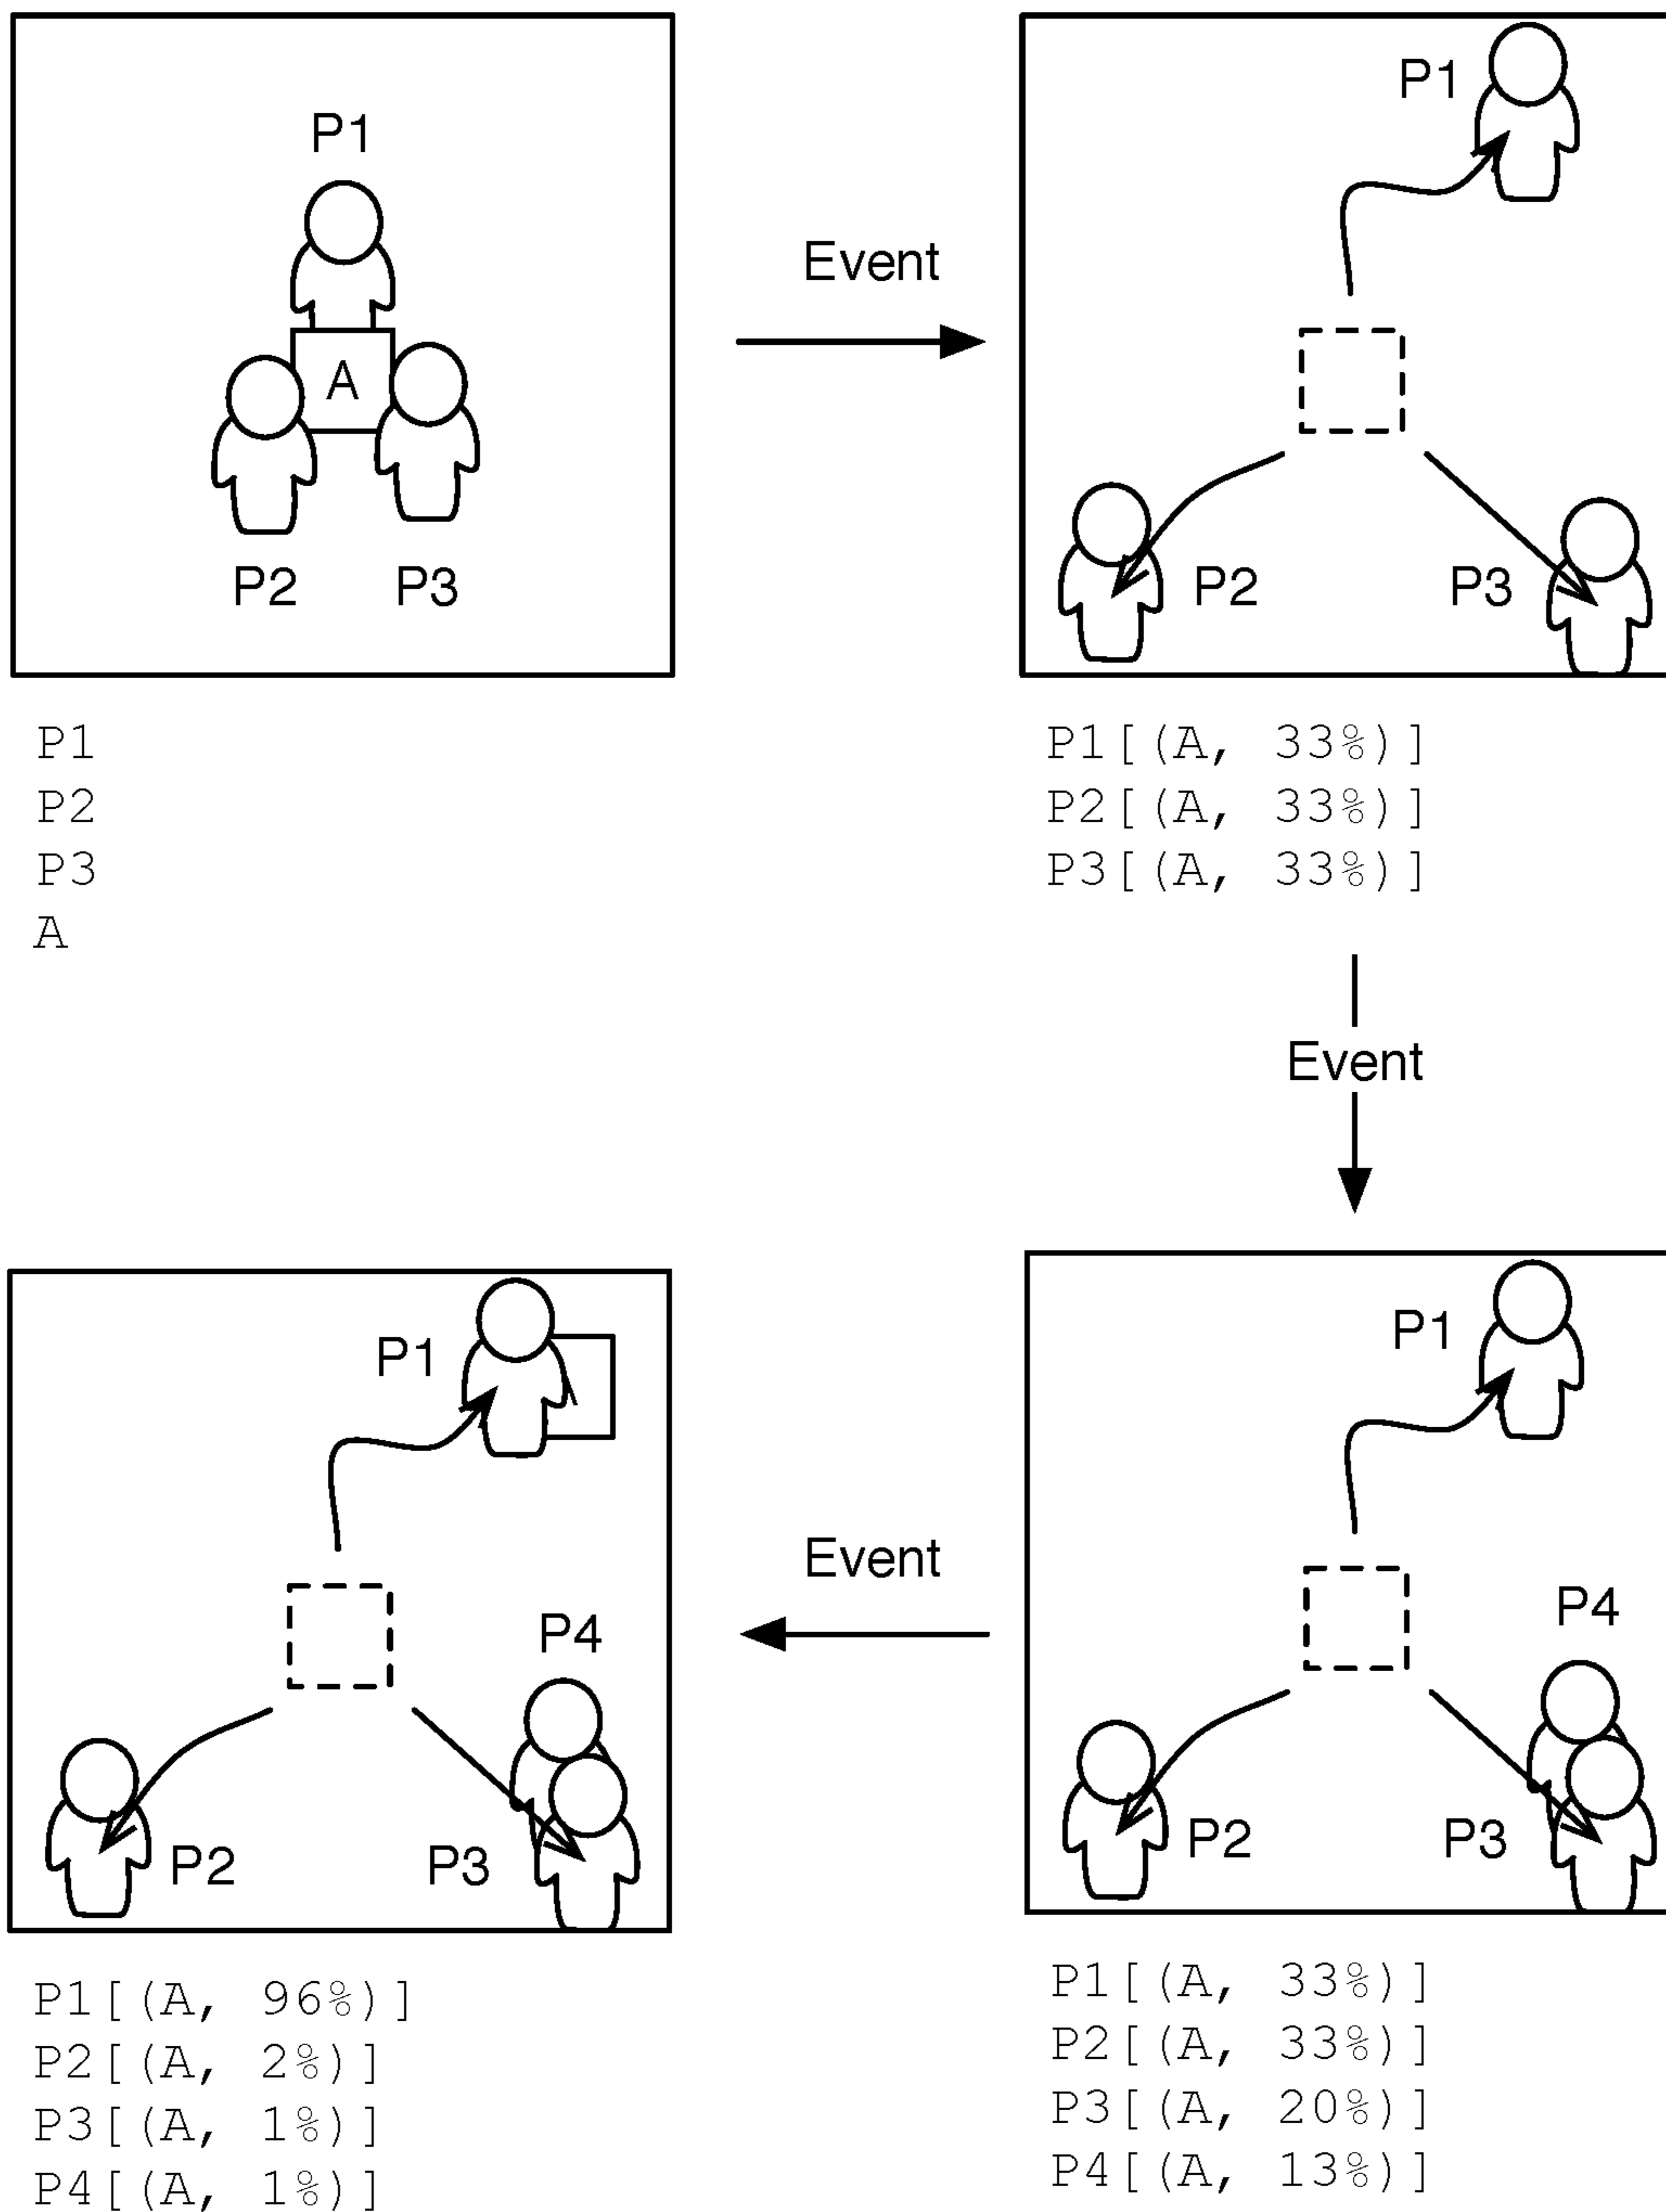 P1
A
P2 P3
P1
P2
P3
A
Event
P1
P2 P3
P1[(A, 33%)]
P2[(A, 33%)]
P3[(A, 33%)]
Event
P1
P4
P2 P3
P1[(A, 33%)]
P2[(A, 33%)]
P3[(A, 20%)]
P4[(A, 13%)]
Event
P1
P4
P2 P3
P1[(A, 96%)]
P2[(A, 2%)]
P3[(A, 1%)]
P4[(A, 1%)]